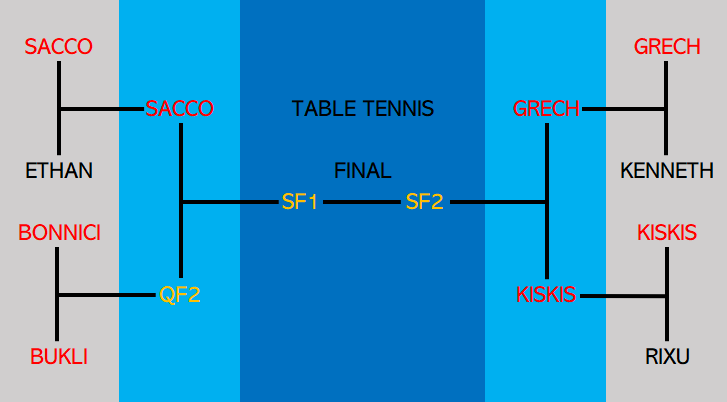 SACCO
GRECH
SACCO
TABLE TENNIS
GRECH
ETHAN
FINAL
KENNETH
SF1
SF2
BONNICI
KISKIS
QF2
KISKIS
BUKLI
RIXU